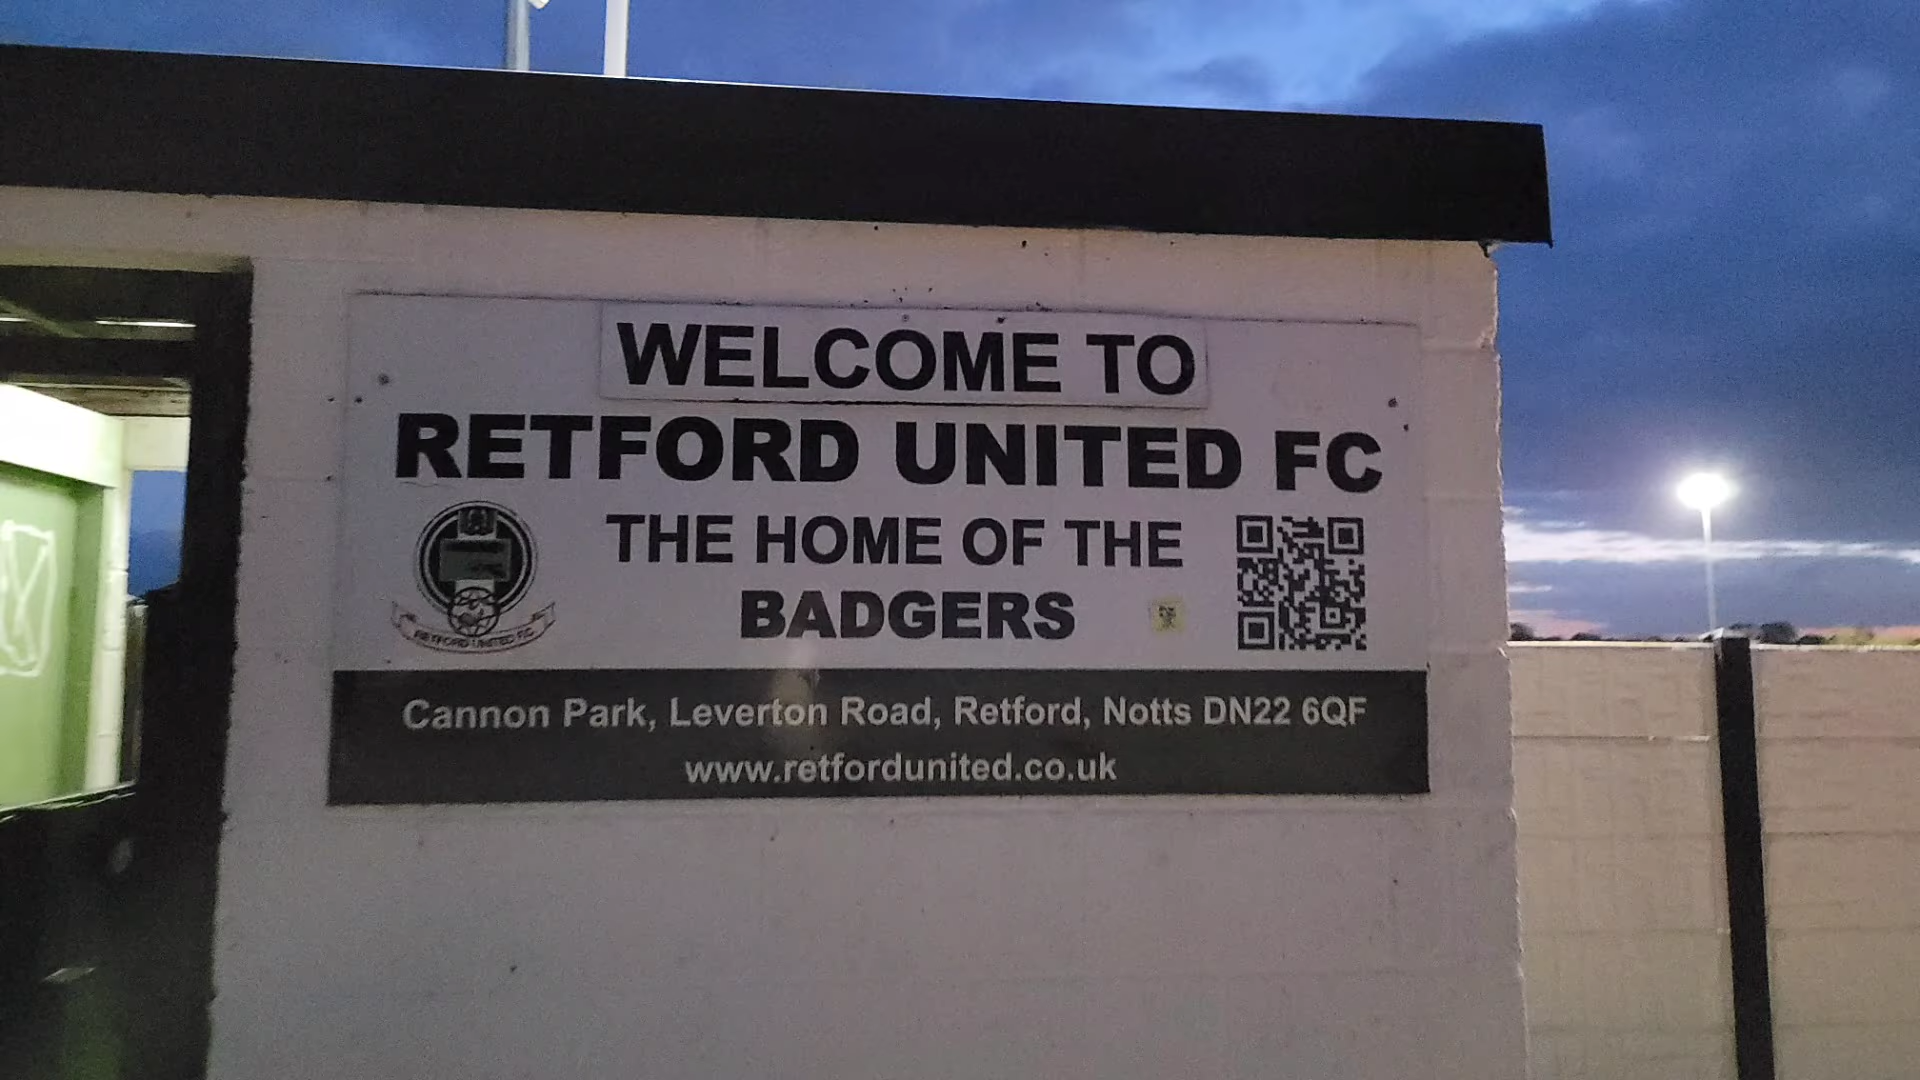 WELCOME TO
RETFORD UNITED FC
THE HOME OF THE
BADGERS
RETFORD UNITED F.C
Cannon Park, Leverton Road, Retford, Notts DN22 6QF
www.retfordunited.co.uk